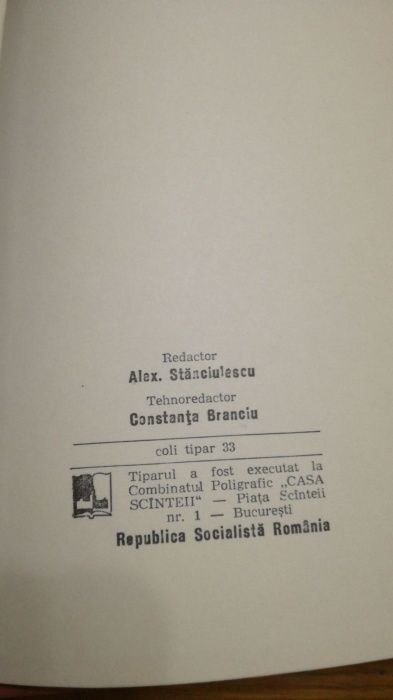 Redactor
Alex. Stănciulescu
Tehnoredactor
Constanța Branciu
coli tipar 33
Tiparul a fost executat la
Combinatul Poligrafic „CASA
SCÎNTEII“ — Piața Scînteii
nr. 1 — București
Republica Socialistă România